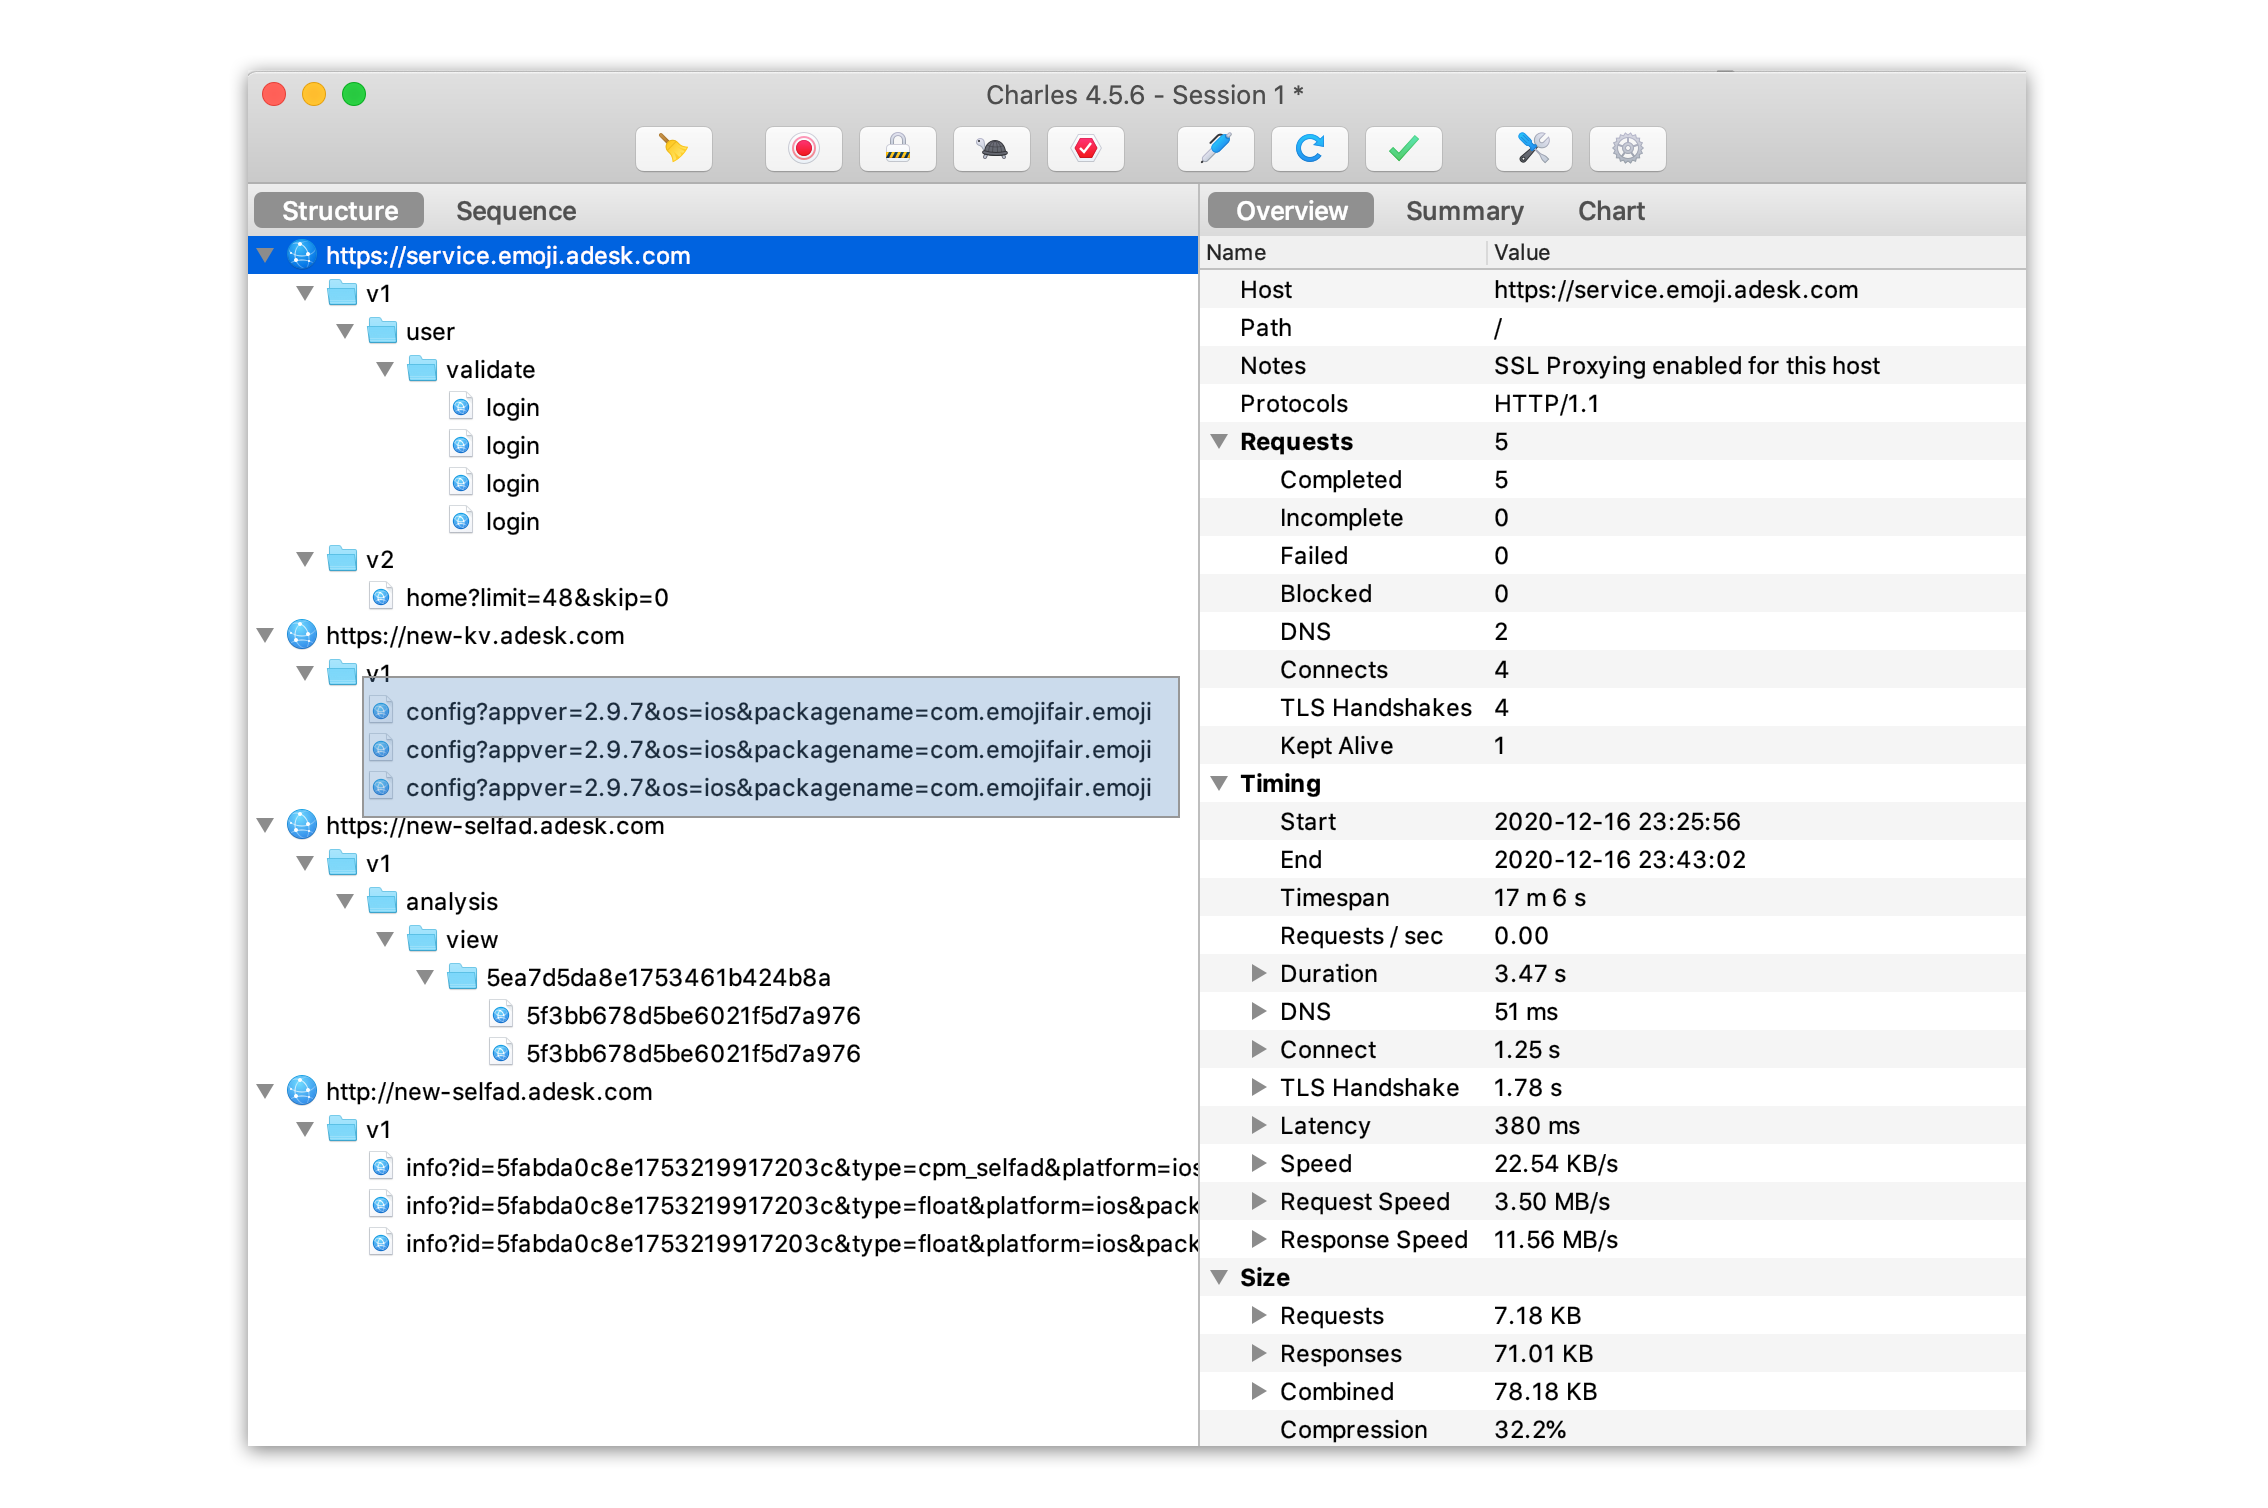 Charles 4.5.6 - Session 1 *
Structure Sequence
https://service.emoji.adesk.com
v1
user
validate
login
login
login
login
v2
home?limit=48&skip=0
https://new-kv.adesk.com
v1
config?appver=2.9.7&os=ios&packagename=com.emojifair.emoji
config?appver=2.9.7&os=ios&packagename=com.emojifair.emoji
config?appver=2.9.7&os=ios&packagename=com.emojifair.emoji
https://new-selfad.adesk.com
v1
analysis
view
5ea7d5da8e1753461b424b8a
5f3bb678d5be6021f5d7a976
5f3bb678d5be6021f5d7a976
http://new-selfad.adesk.com
v1
info?id=5fabda0c8e1753219917203c&type=cpm_selfad&platform=ios
info?id=5fabda0c8e1753219917203c&type=float&platform=ios&pack
info?id=5fabda0c8e1753219917203c&type=float&platform=ios&pack
Overview Summary Chart
Name Value
Host https://service.emoji.adesk.com
Path /
Notes SSL Proxying enabled for this host
Protocols HTTP/1.1
Requests 5
Completed 5
Incomplete 0
Failed 0
Blocked 0
DNS 2
Connects 4
TLS Handshakes 4
Kept Alive 1
Timing
Start 2020-12-16 23:25:56
End 2020-12-16 23:43:02
Timespan 17 m 6 s
Requests / sec 0.00
Duration 3.47 s
DNS 51 ms
Connect 1.25 s
TLS Handshake 1.78 s
Latency 380 ms
Speed 22.54 KB/s
Request Speed 3.50 MB/s
Response Speed 11.56 MB/s
Size
Requests 7.18 KB
Responses 71.01 KB
Combined 78.18 KB
Compression 32.2%